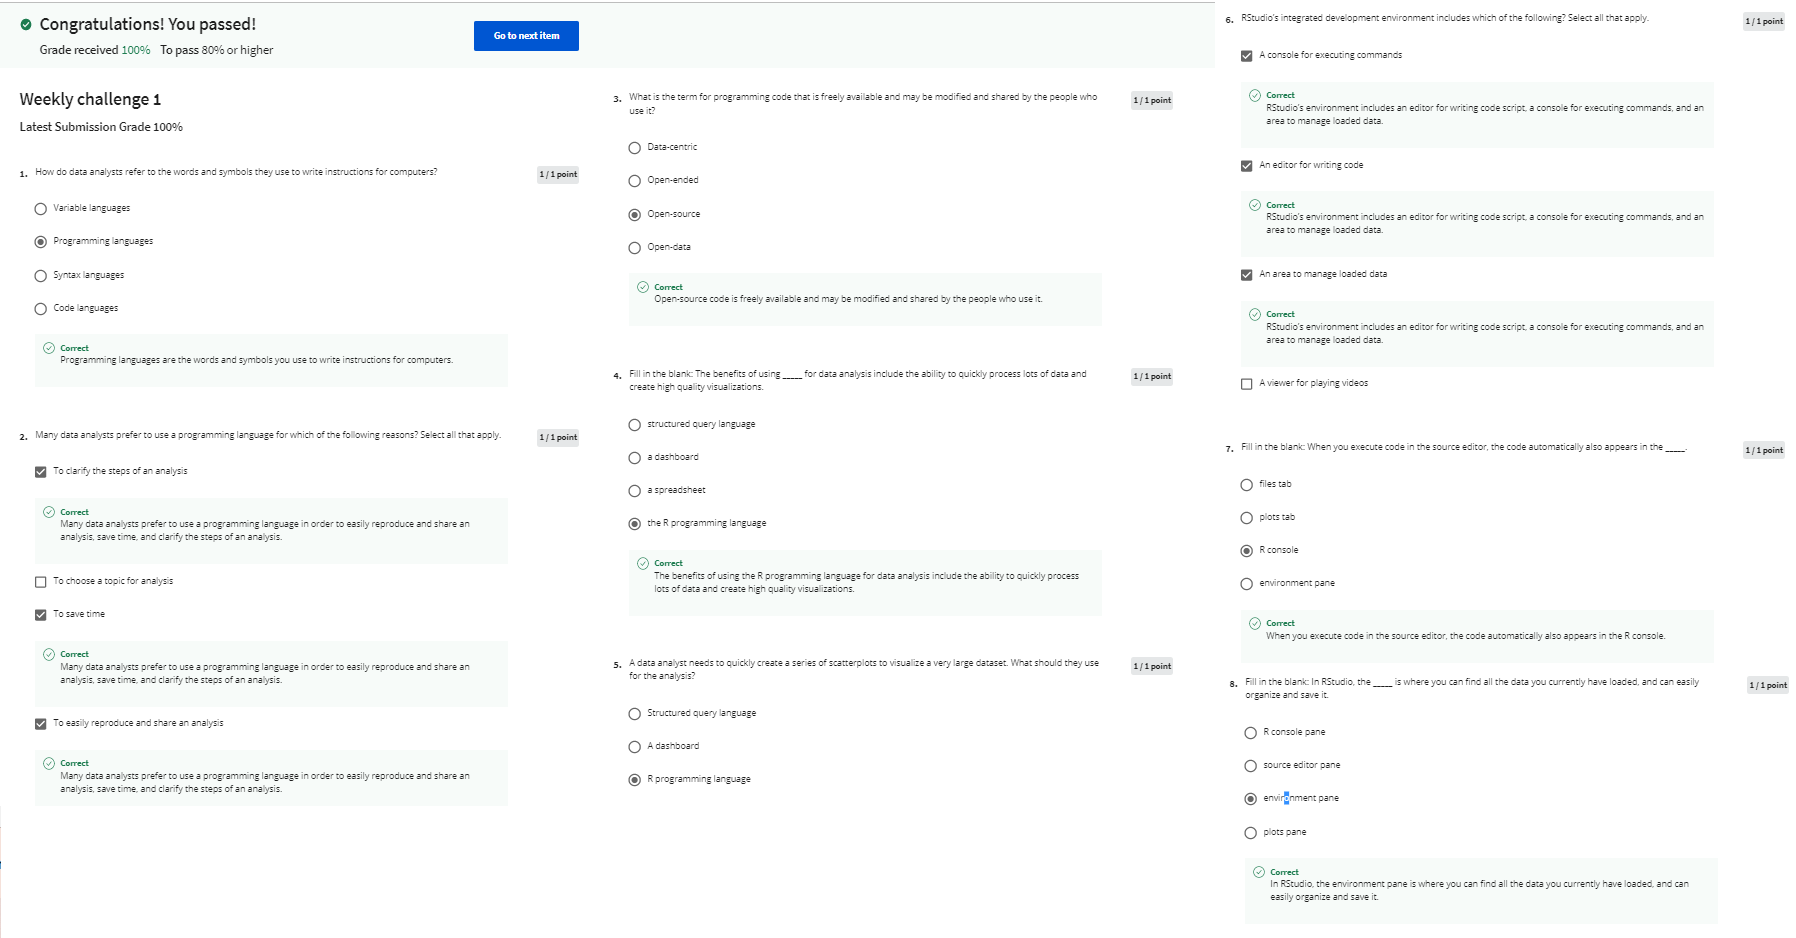 Congratulations! You passed!
Grade received 100% To pass 80% or higher
Go to next item
Weekly challenge 1
Latest Submission Grade 100%
1. How do data analysts refer to the words and symbols they use to write instructions for computers?
1 / 1 point
Variable languages
Programming languages
Syntax languages
Code languages
Correct
Programming languages are the words and symbols you use to write instructions for computers.
2. Many data analysts prefer to use a programming language for which of the following reasons? Select all that apply.
1 / 1 point
To clarify the steps of an analysis
Correct
Many data analysts prefer to use a programming language in order to easily reproduce and share an
analysis, save time, and clarify the steps of an analysis.
To choose a topic for analysis
To save time
Correct
Many data analysts prefer to use a programming language in order to easily reproduce and share an
analysis, save time, and clarify the steps of an analysis.
To easily reproduce and share an analysis
Correct
Many data analysts prefer to use a programming language in order to easily reproduce and share an
analysis, save time, and clarify the steps of an analysis.
3. What is the term for programming code that is freely available and may be modified and shared by the people who
use it?
1 / 1 point
Data-centric
Open-ended
Open-source
Open-data
Correct
Open-source code is freely available and may be modified and shared by the people who use it.
4. Fill in the blank: The benefits of using _____ for data analysis include the ability to quickly process lots of data and
create high quality visualizations.
1 / 1 point
structured query language
a dashboard
a spreadsheet
the R programming language
Correct
The benefits of using the R programming language for data analysis include the ability to quickly process
lots of data and create high quality visualizations.
5. A data analyst needs to quickly create a series of scatterplots to visualize a very large dataset. What should they use
for the analysis?
1 / 1 point
Structured query language
A dashboard
R programming language
6. RStudio's integrated development environment includes which of the following? Select all that apply.
1 / 1 point
A console for executing commands
Correct
RStudio's environment includes an editor for writing code script, a console for executing commands, and an
area to manage loaded data.
An editor for writing code
Correct
RStudio's environment includes an editor for writing code script, a console for executing commands, and an
area to manage loaded data.
An area to manage loaded data
Correct
RStudio's environment includes an editor for writing code script, a console for executing commands, and an
area to manage loaded data.
A viewer for playing videos
7. Fill in the blank: When you execute code in the source editor, the code automatically also appears in the _____.
1 / 1 point
files tab
plots tab
R console
environment pane
Correct
When you execute code in the source editor, the code automatically also appears in the R console.
8. Fill in the blank: In RStudio, the _____ is where you can find all the data you currently have loaded, and can easily
organize and save it.
1 / 1 point
R console pane
source editor pane
environment pane
plots pane
Correct
In RStudio, the environment pane is where you can find all the data you currently have loaded, and can
easily organize and save it.